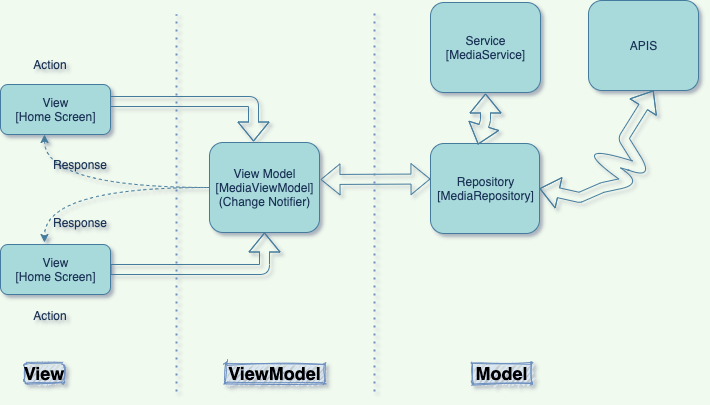 Service
[MediaService]
APIS
Action
View
[Home Screen]
Response
View Model
[MediaViewModel]
(Change Notifier)
Repository
[MediaRepository]
Response
View
[Home Screen]
Action
View
ViewModel
Model